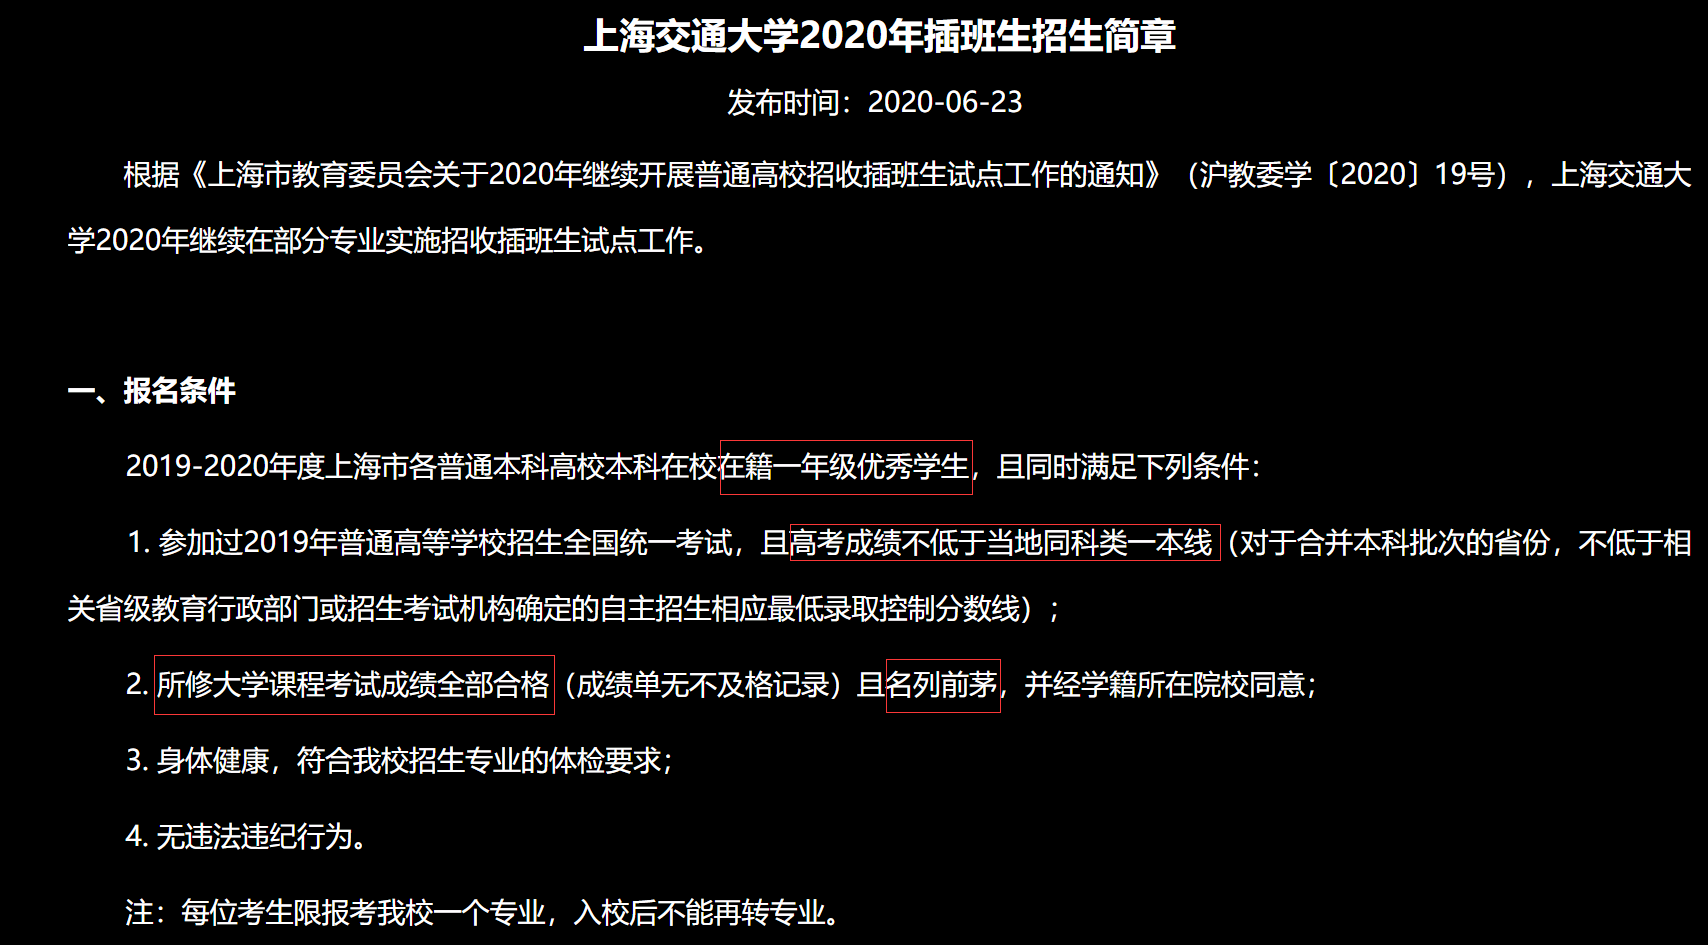 上海交通大学2020年插班生招生简章
发布时间：2020-06-23
根据《上海市教育委员会关于2020年继续开展普通高校招收插班生试点工作的通知》（沪教委学〔2020〕19号），上海交通大
学2020年继续在部分专业实施招收插班生试点工作。
一、报名条件
2019-2020年度上海市各普通本科高校本科在校在籍一年级优秀学生，且同时满足下列条件：
1. 参加过2019年普通高等学校招生全国统一考试，且高考成绩不低于当地同科类一本线（对于合并本科批次的省份，不低于相
关省级教育行政部门或招生考试机构确定的自主招生相应最低录取控制分数线）；
2. 所修大学课程考试成绩全部合格（成绩单无不及格记录）且名列前茅，并经学籍所在院校同意；
3. 身体健康，符合我校招生专业的体检要求；
4. 无违法违纪行为。
注：每位考生限报考我校一个专业，入校后不能再转专业。